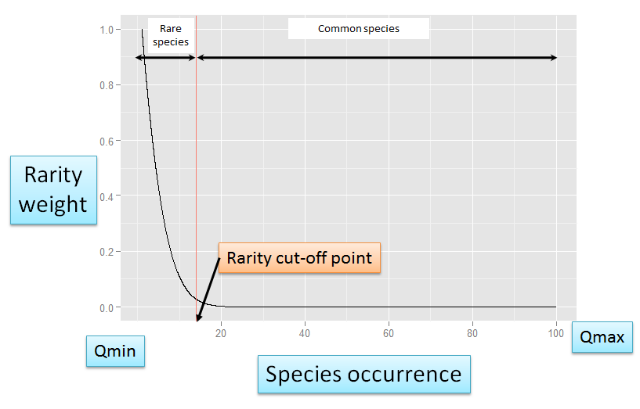 Rare
species
Common species
1.0
0.8
0.6
0.4
0.2
0.0
Rarity
weight
Rarity cut-off point
20
40
60
80
100
Qmin
Qmax
Species occurrence